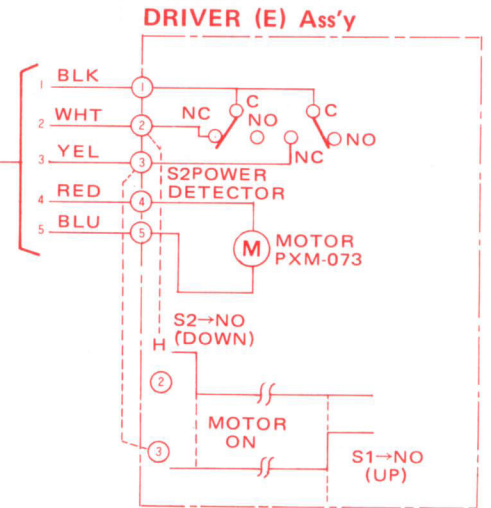 DRIVER (E) Ass'y
1 BLK 1
2 WHT 2
3 YEL 3
4 RED 4
5 BLU 5
NC C NO
C NO NC
S2POWER
DETECTOR
M MOTOR
PXM-073
S2→NO
(DOWN)
H
2
MOTOR
ON
3
S1→NO
(UP)